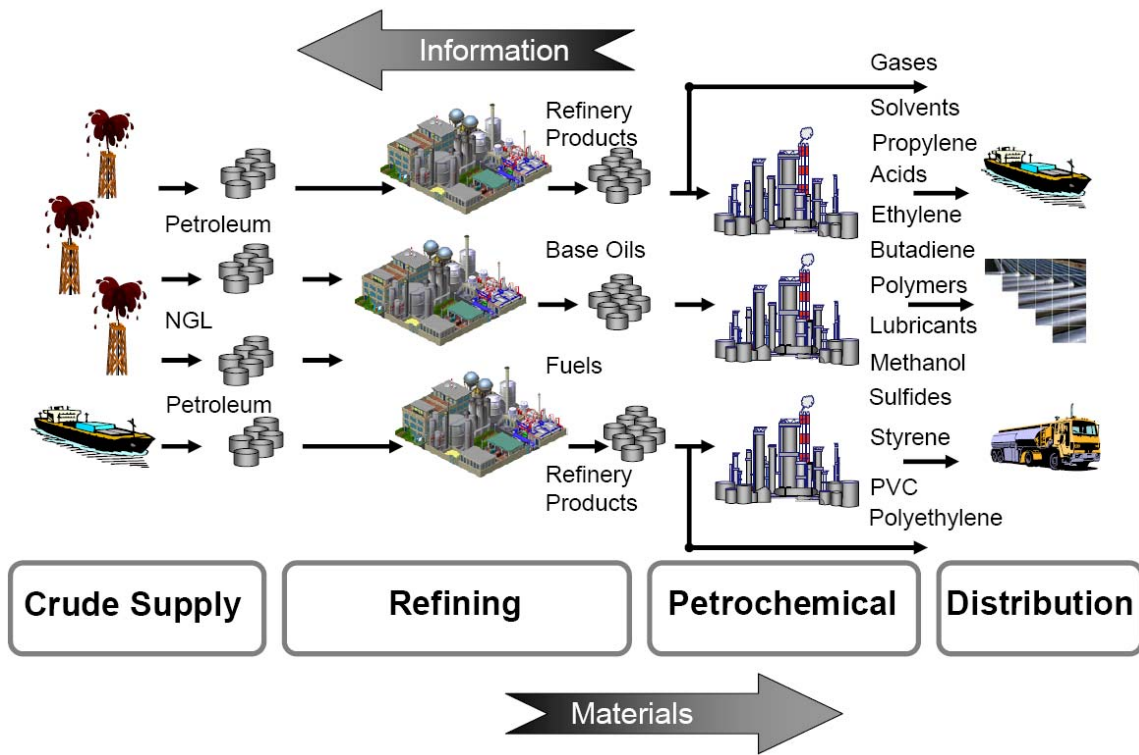 Information
Gases
Solvents
Refinery
Products
Propylene
Acids
Ethylene
Petroleum
Base Oils
Butadiene
Polymers
NGL
Lubricants
Fuels
Methanol
Petroleum
Sulfides
Styrene
Refinery
Products
PVC
Polyethylene
Crude Supply
Refining
Petrochemical
Distribution
Materials